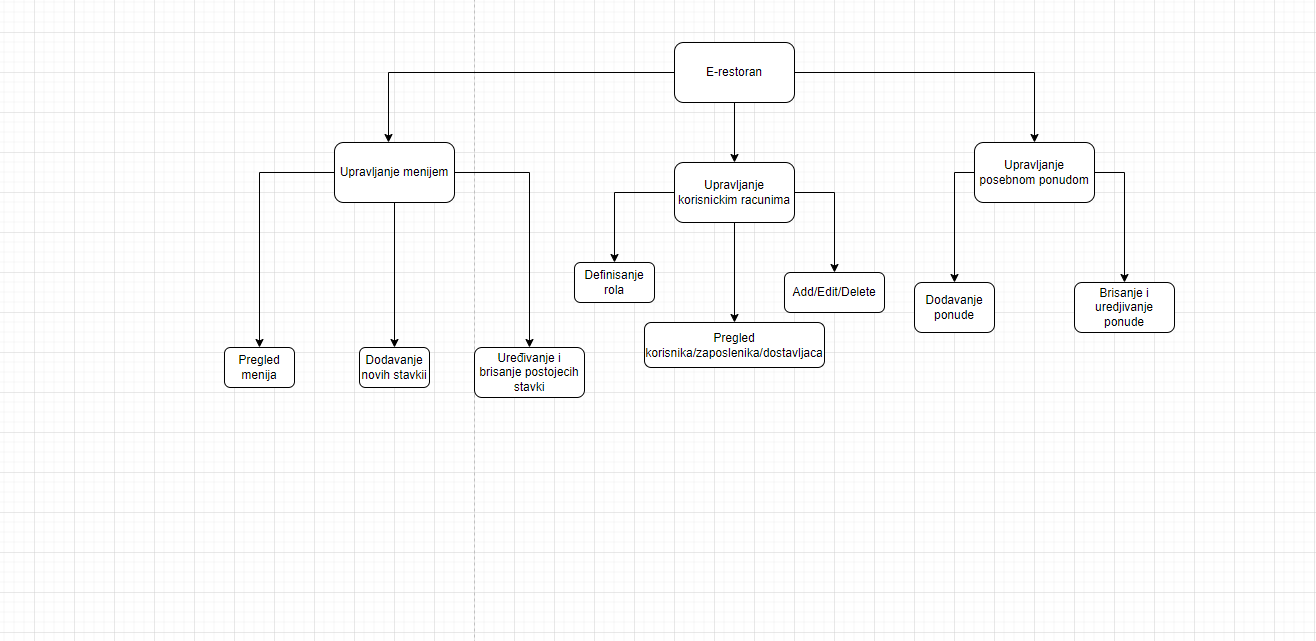 E-restoran
Upravljanje menijem
Upravljanje
korisnickim racunima
Upravljanje
posebnom ponudom
Definisanje
rola
Add/Edit/Delete
Dodavanje
ponude
Brisanje i
uredjivanje
ponude
Pregled
korisnika/zaposlenika/dostavljaca
Pregled
menija
Dodavanje
novih stavkii
Uređivanje i
brisanje postojecih
stavki